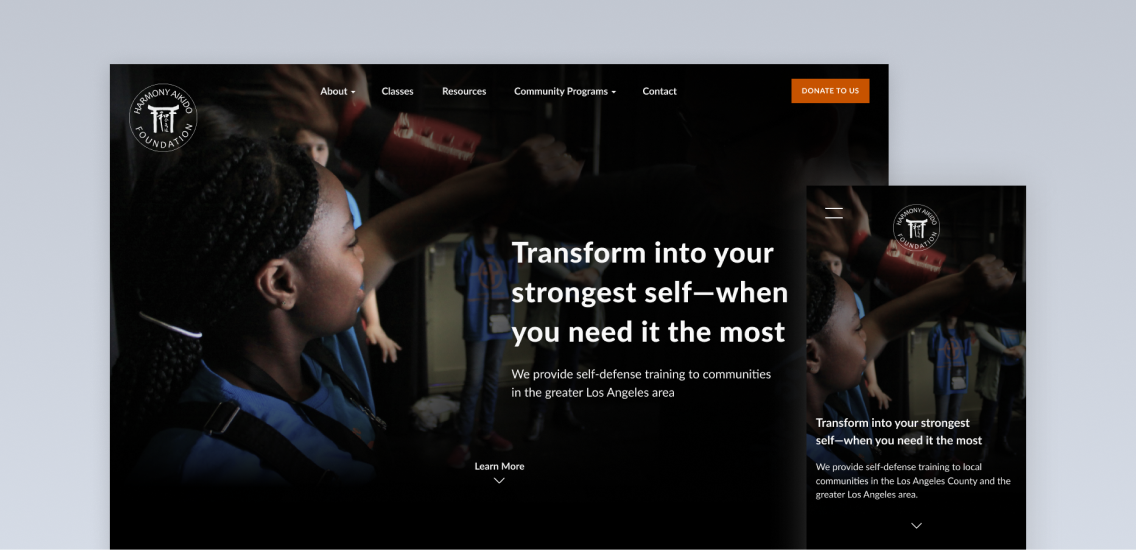 HARMONY AIKIDO
FOUNDATION
About
Classes
Resources
Community Programs
Contact
DONATE TO US
Transform into your
strongest self—when
you need it the most
We provide self-defense training to communities
in the greater Los Angeles area
Learn More
HARMONY AIKIDO
FOUNDATION
Transform into your strongest
self—when you need it the most
We provide self-defense training to local
communities in the Los Angeles County and the
greater Los Angeles area.